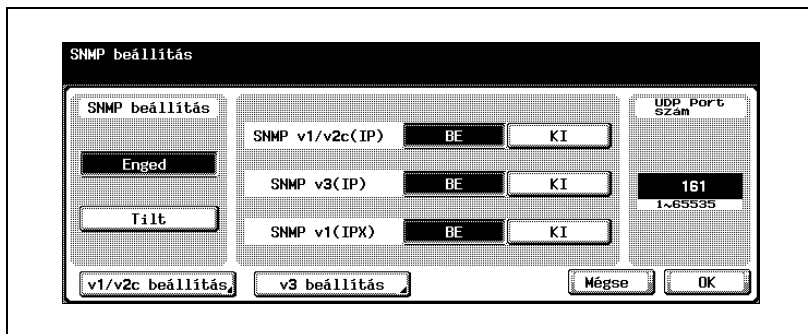 SNMP beállítás
SNMP beállítás
Enged
Tilt
SNMP v1/v2c(IP) BE KI
SNMP v3(IP) BE KI
SNMP v1(IPX) BE KI
UDP Port
szám
161
1~65535
v1/v2c beállítás
v3 beállítás
Mégse
OK